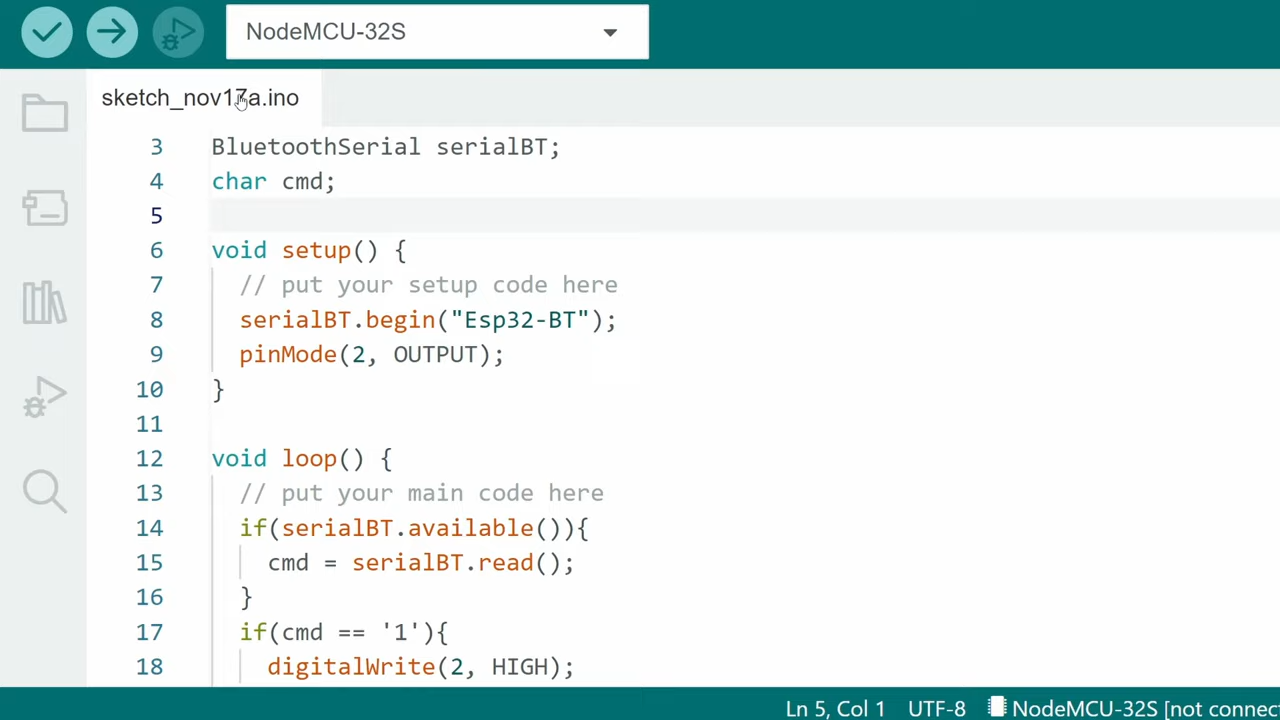 NodeMCU-32S
sketch_nov17a.ino
3 BluetoothSerial serialBT;
4 char cmd;
5
6 void setup() {
7 // put your setup code here
8 serialBT.begin("Esp32-BT");
9 pinMode(2, OUTPUT);
10 }
11
12 void loop() {
13 // put your main code here
14 if(serialBT.available()){
15 cmd = serialBT.read();
16 }
17 if(cmd == '1'){
18 digitalWrite(2, HIGH);
Ln 5, Col 1 UTF-8 NodeMCU-32S [not connec